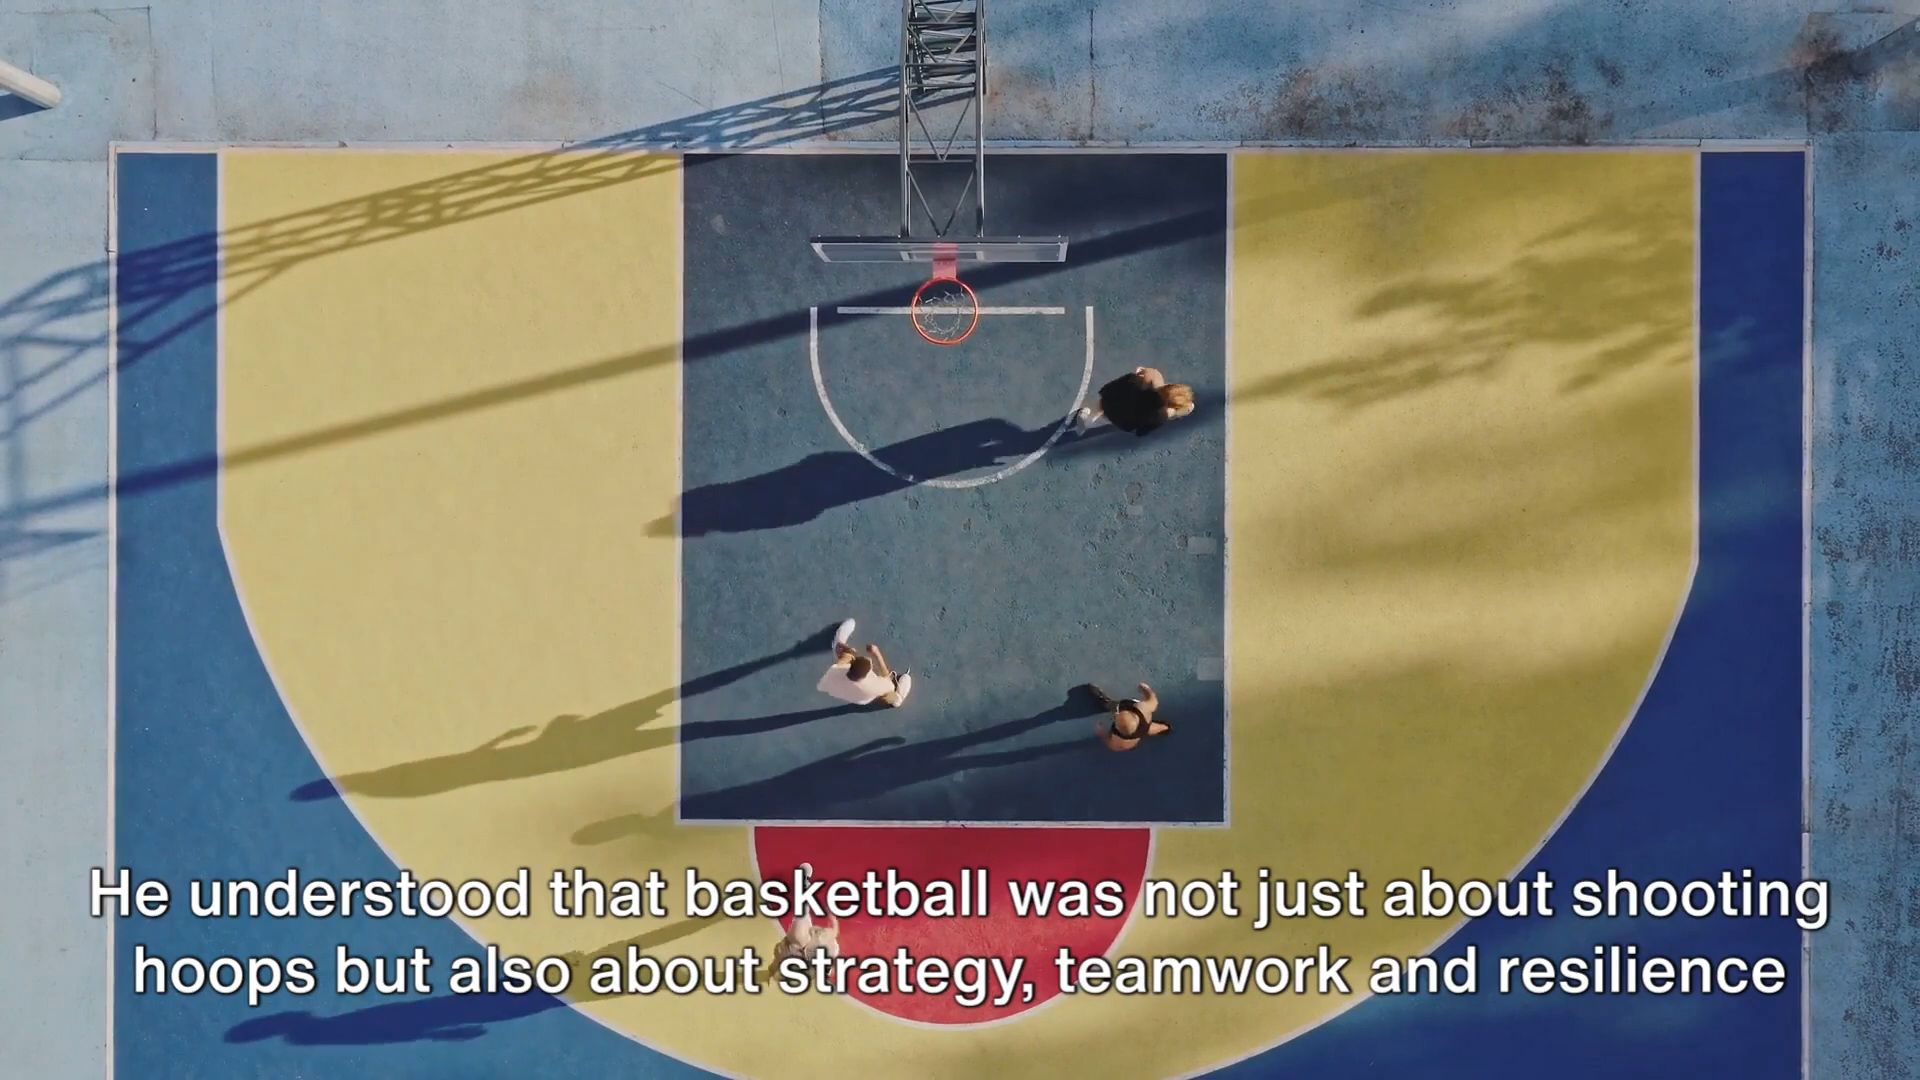 He understood that basketball was not just about shooting
hoops but also about strategy, teamwork and resilience